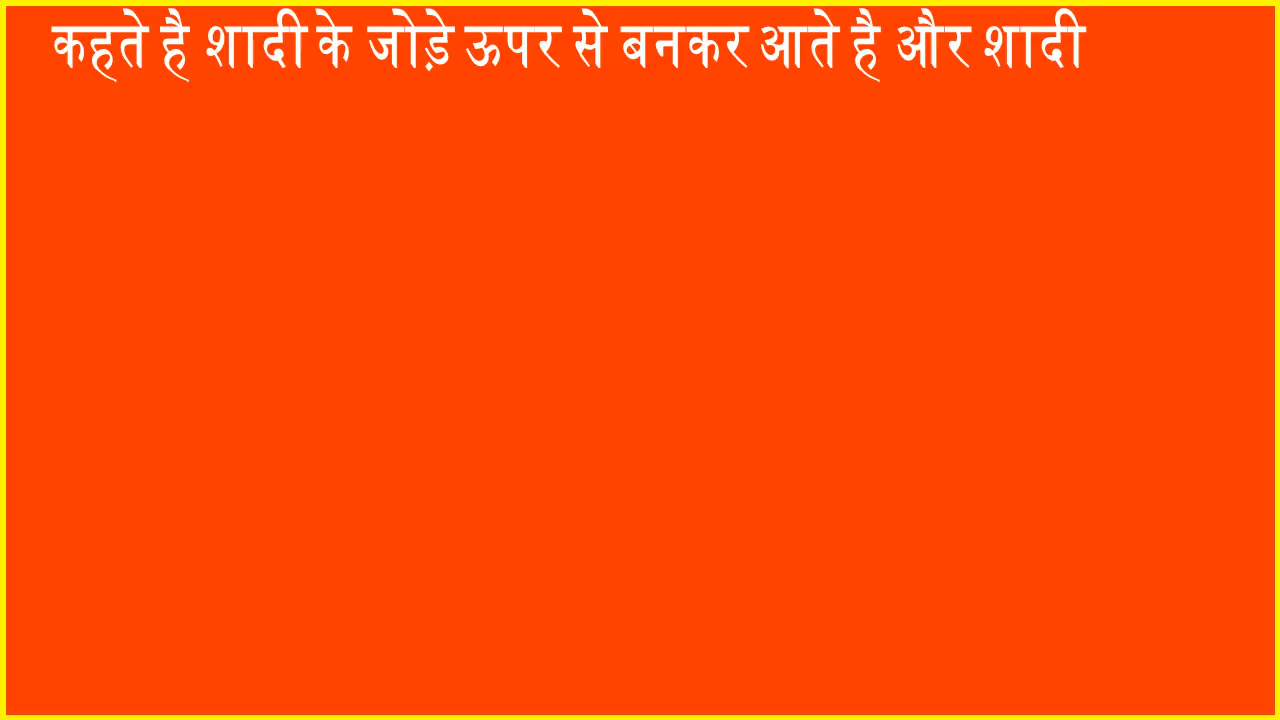 कहते है शादी के जोड़े ऊपर से बनकर आते है और शादी